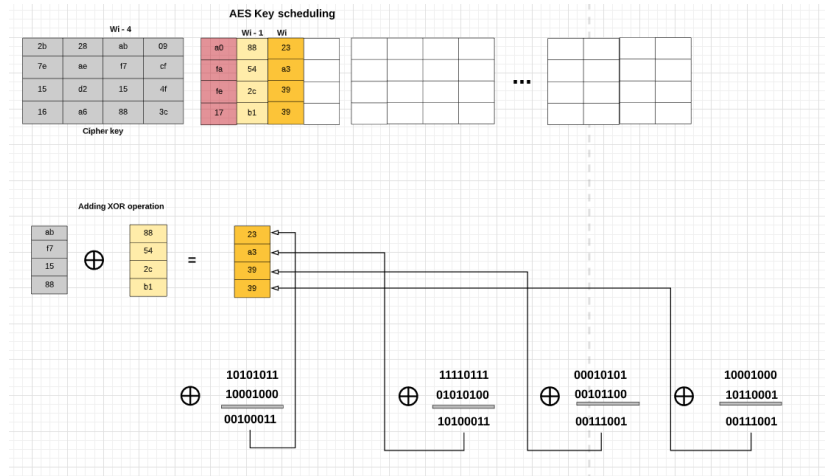 AES Key scheduling
Wi - 4
Wi - 1 Wi
2b 28 ab 09 a0 88 23
7e ae f7 cf fa 54 a3
15 d2 15 4f fe 2c 39
16 a6 88 3c 17 b1 39
...
Cipher key
Adding XOR operation
ab 88 23
f7 54 a3
15 2c 39
88 b1 39
=
10101011 11110111 00010101 10001000
10001000 01010100 00101100 10110001
00100011 10100011 00111001 00111001